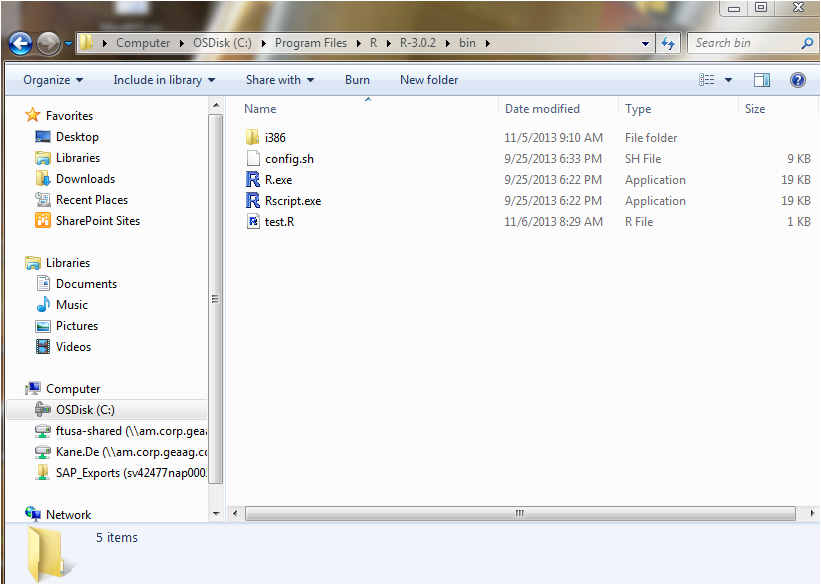 Computer OSDisk (C:) Program Files R R-3.0.2 bin Search bin
Organize Include in library Share with Burn New folder
Favorites
Desktop
Libraries
Downloads
Recent Places
SharePoint Sites
Libraries
Documents
Music
Pictures
Videos
Computer
OSDisk (C:)
ftusa-shared (\\am.corp.geaa
Kane.De (\\am.corp.geaag.co
SAP_Exports (sv42477nap000
Network
Name Date modified Type Size
i386 11/5/2013 9:10 AM File folder
config.sh 9/25/2013 6:33 PM SH File 9 KB
R.exe 9/25/2013 6:22 PM Application 19 KB
Rscript.exe 9/25/2013 6:22 PM Application 19 KB
test.R 11/6/2013 8:29 AM R File 1 KB
5 items